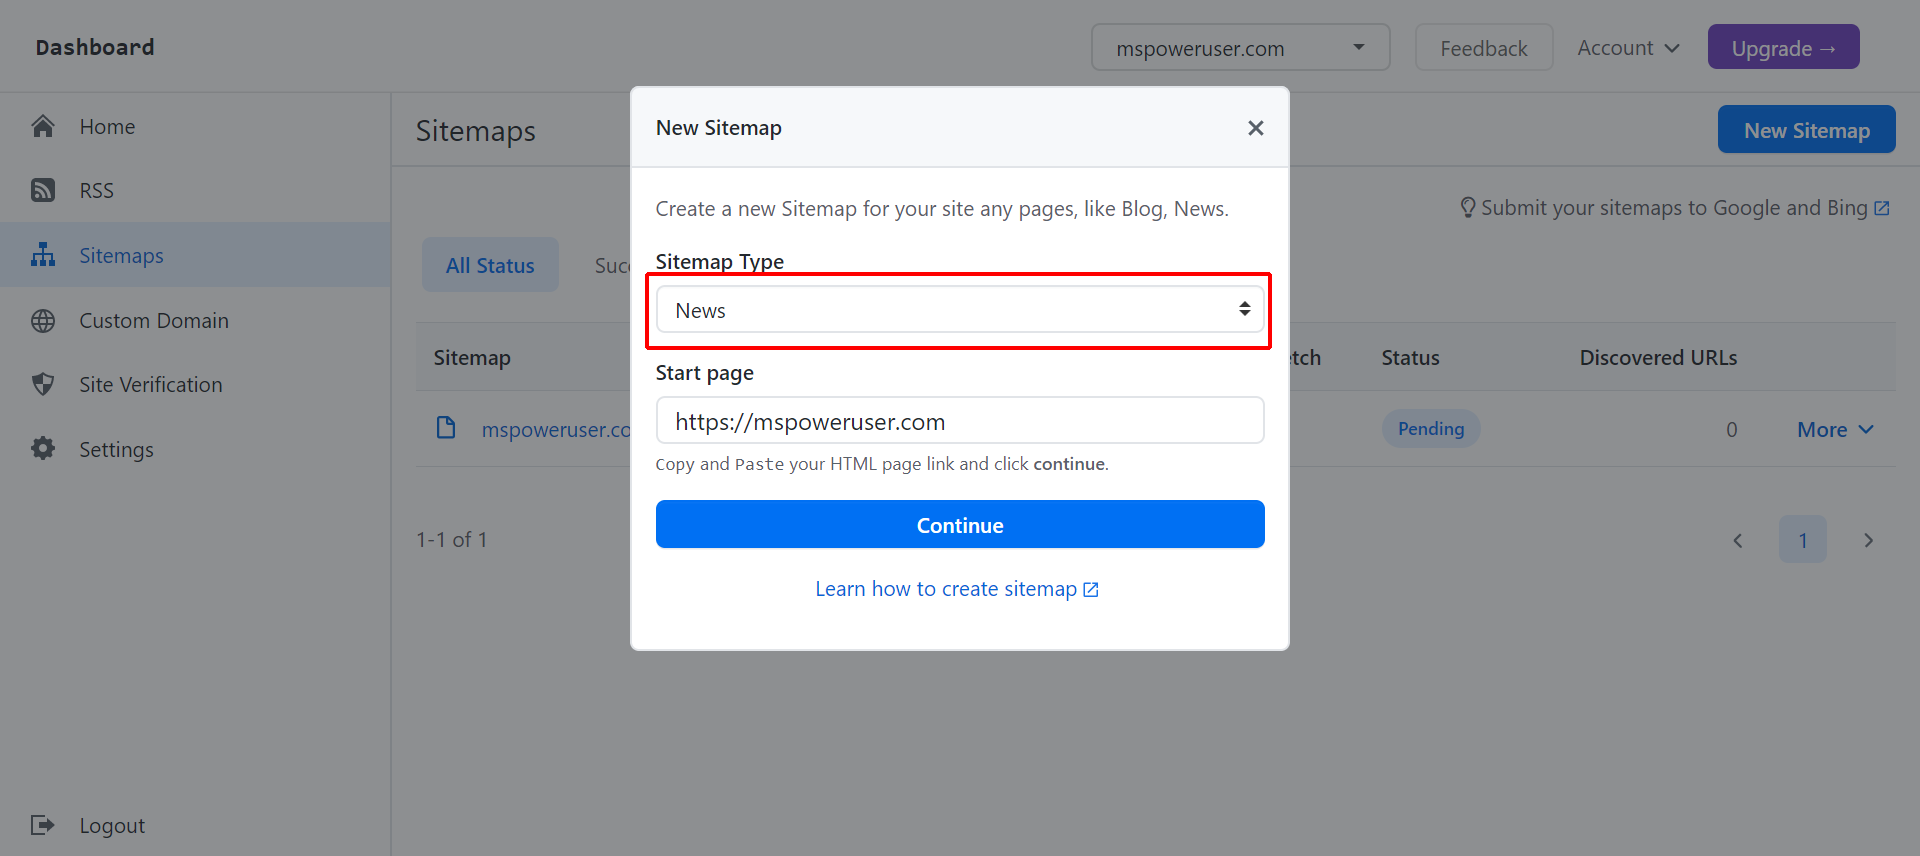 Dashboard
mspoweruser.com
Feedback
Account
Upgrade →
Home
RSS
Sitemaps
Custom Domain
Site Verification
Settings
Logout
Sitemaps
New Sitemap
Submit your sitemaps to Google and Bing
All Status
Suc
Sitemap
etch
Status
Discovered URLs
mspoweruser.co
Pending
0
More
1-1 of 1
1
New Sitemap
Create a new Sitemap for your site any pages, like Blog, News.
Sitemap Type
News
Start page
https://mspoweruser.com
Copy and Paste your HTML page link and click continue.
Continue
Learn how to create sitemap